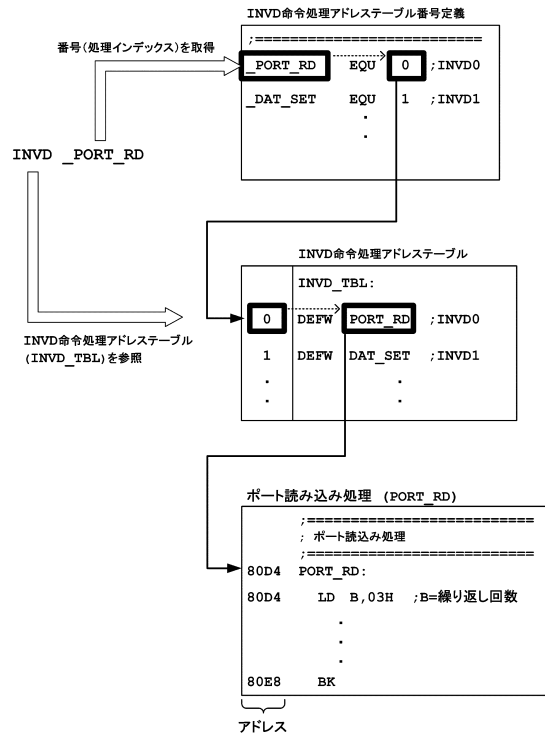 INVD命令処理アドレステーブル番号定義
;===========================
番号(処理インデックス)を取得
_PORT_RD EQU 0 ;INVD0
_DAT_SET EQU 1 ;INVD1
・
・
INVD _PORT_RD
INVD命令処理アドレステーブル
INVD_TBL:
0 DEFW PORT_RD ;INVD0
INVD命令処理アドレステーブル
(INVD_TBL)を参照
1 DEFW DAT_SET ;INVD1
・ ・
・ ・
ポート読み込み処理 (PORT_RD)
;===========================
; ポート読込み処理
;===========================
80D4 PORT_RD:
80D4 LD B,03H ;B=繰り返し回数
・
・
・
80E8 BK
アドレス